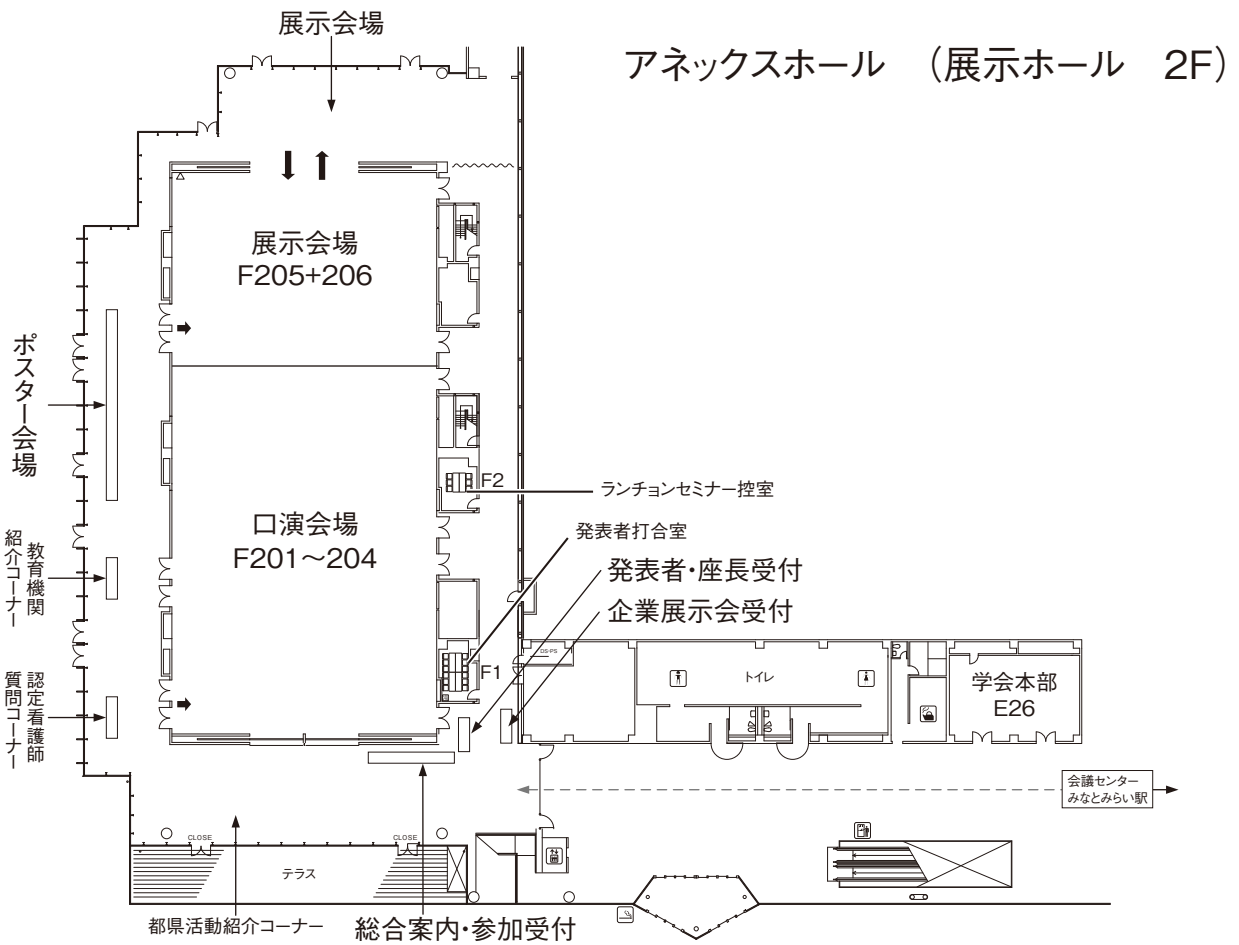 展示会場
アネックスホール　（展示ホール　2F）
展示会場
F205+206
ポスター会場
F2
ランチョンセミナー控室
口演会場
F201～204
発表者打合室
発表者・座長受付
企業展示会受付
教育機関
紹介コーナー
F1
DS・PS
トイレ
学会本部
E26
認定看護師
質問コーナー
会議センター
みなとみらい駅
CLOSE
CLOSE
テラス
都県活動紹介コーナー
総合案内・参加受付